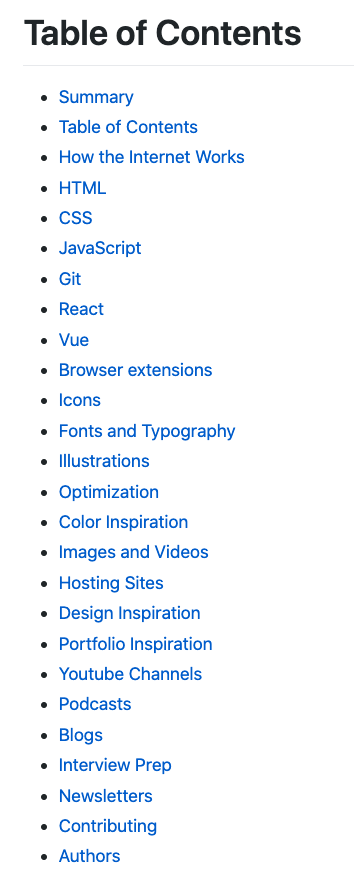 Table of Contents
Summary
Table of Contents
How the Internet Works
HTML
CSS
JavaScript
Git
React
Vue
Browser extensions
Icons
Fonts and Typography
Illustrations
Optimization
Color Inspiration
Images and Videos
Hosting Sites
Design Inspiration
Portfolio Inspiration
Youtube Channels
Podcasts
Blogs
Interview Prep
Newsletters
Contributing
Authors